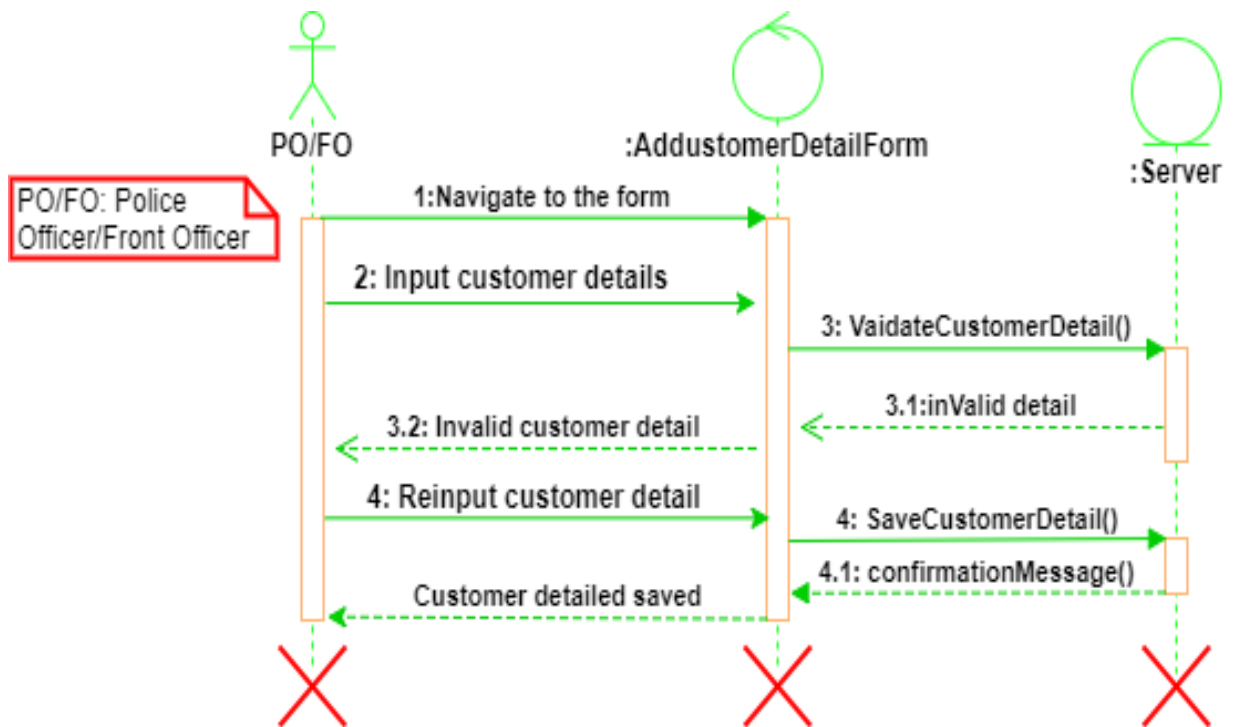 PO/FO
:AddustomerDetailForm
:Server
PO/FO: Police
Officer/Front Officer
1:Navigate to the form
2: Input customer details
3: VaidateCustomerDetail()
3.1:inValid detail
3.2: Invalid customer detail
4: Reinput customer detail
4: SaveCustomerDetail()
4.1: confirmationMessage()
Customer detailed saved